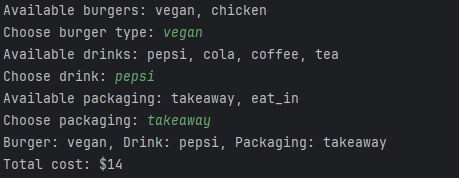 Available burgers: vegan, chicken
Choose burger type: vegan
Available drinks: pepsi, cola, coffee, tea
Choose drink: pepsi
Available packaging: takeaway, eat_in
Choose packaging: takeaway
Burger: vegan, Drink: pepsi, Packaging: takeaway
Total cost: $14